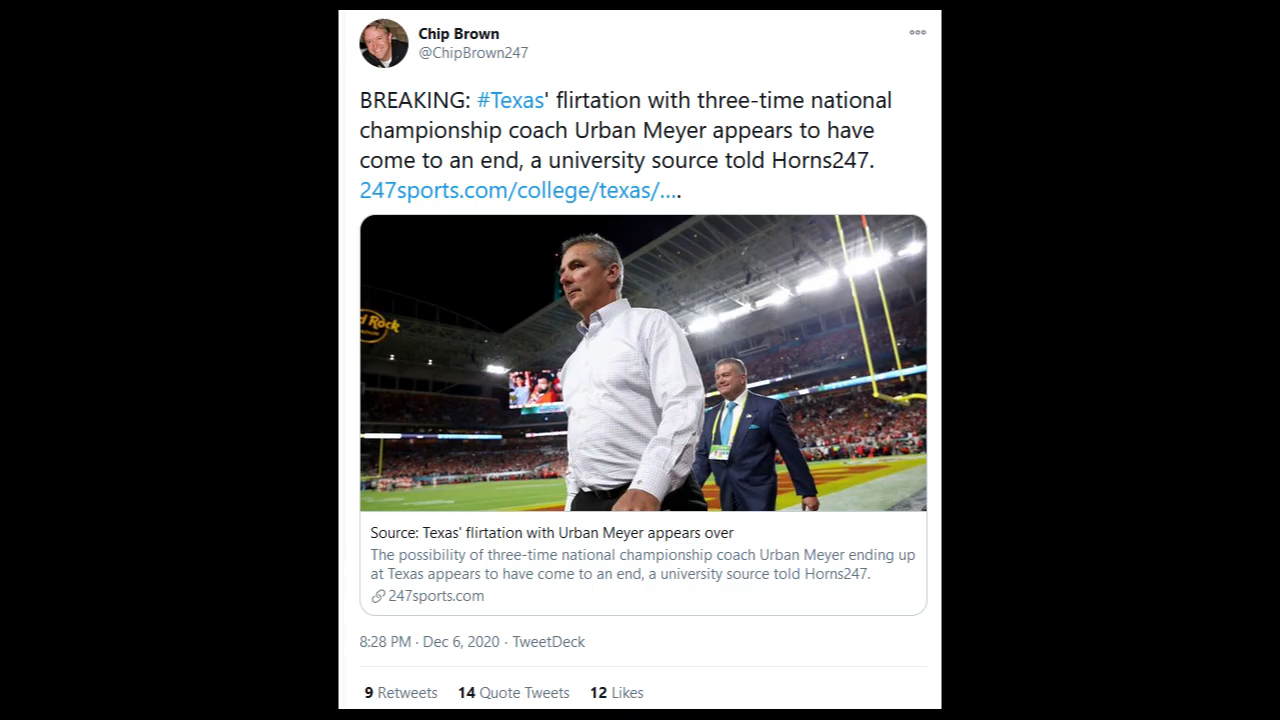 Chip Brown
@ChipBrown247
BREAKING: #Texas' flirtation with three-time national
championship coach Urban Meyer appears to have
come to an end, a university source told Horns247.
247sports.com/college/texas/....
d Rock
Source: Texas' flirtation with Urban Meyer appears over
The possibility of three-time national championship coach Urban Meyer ending up
at Texas appears to have come to an end, a university source told Horns247.
247sports.com
8:28 PM · Dec 6, 2020 · TweetDeck
9 Retweets 14 Quote Tweets 12 Likes